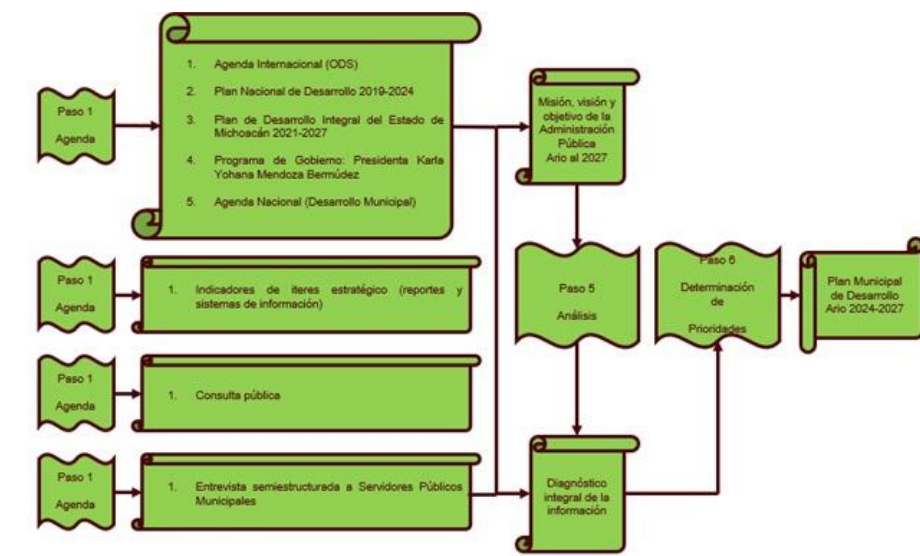 Paso 1
Agenda
1. Agenda Internacional (ODS)
2. Plan Nacional de Desarrollo 2019-2024
3. Plan de Desarrollo Integral del Estado de
Michoacán 2021-2027
4. Programa de Gobierno: Presidenta Karla
Yohana Mendoza Bermúdez
5. Agenda Nacional (Desarrollo Municipal)
Misión, visión y
objetivo de la
Administración
Pública
Ario al 2027
Paso 1
Agenda
1. Indicadores de iteres estratégico (reportes y
sistemas de información)
Paso 5
Análisis
Paso 6
Determinación
de
Prioridades
Plan Municipal
de Desarrollo
Ario 2024-2027
Paso 1
Agenda
1. Consulta pública
Paso 1
Agenda
1. Entrevista semiestructurada a Servidores Públicos
Municipales
Diagnóstico
integral de la
información